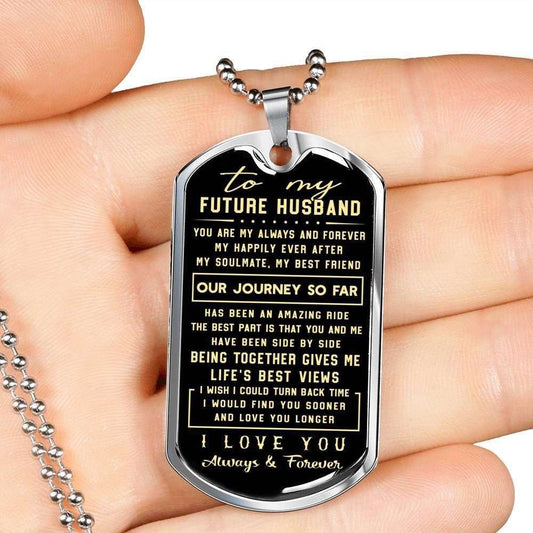 to my
FUTURE HUSBAND
YOU ARE MY ALWAYS AND FOREVER
MY HAPPILY EVER AFTER
MY SOULMATE, MY BEST FRIEND
OUR JOURNEY SO FAR
HAS BEEN AN AMAZING RIDE
THE BEST PART IS THAT YOU AND ME
HAVE BEEN SIDE BY SIDE
BEING TOGETHER GIVES ME
LIFE'S BEST VIEWS
I WISH I COULD TURN BACK TIME
I WOULD FIND YOU SOONER
AND LOVE YOU LONGER
I LOVE YOU
Always & Forever